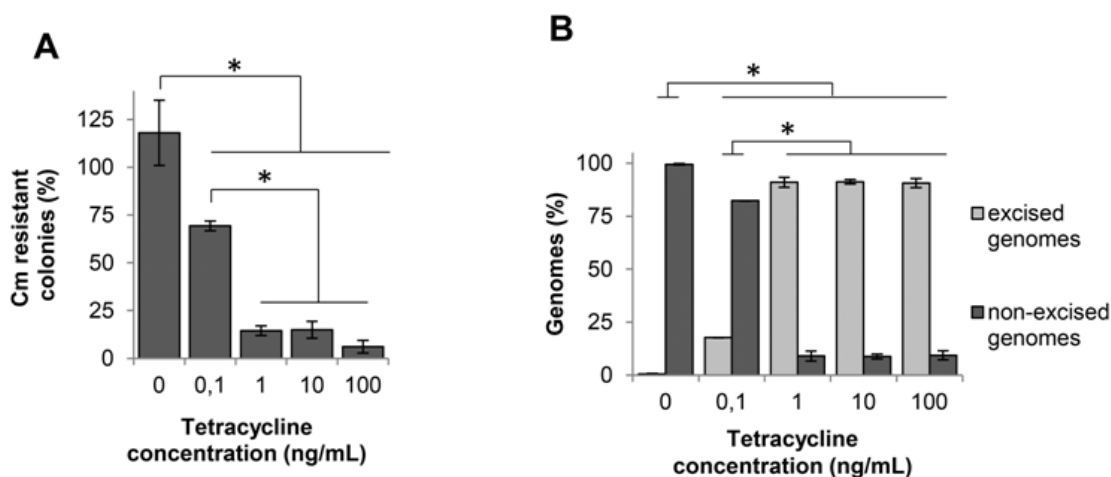 A
*
*
Cm resistant
colonies (%)
125
100
75
50
25
0
0 0,1 1 10 100
Tetracycline
concentration (ng/mL)
B
*
*
Genomes (%)
100
75
50
25
0
0 0,1 1 10 100
Tetracycline
concentration (ng/mL)
excised
genomes
non-excised
genomes